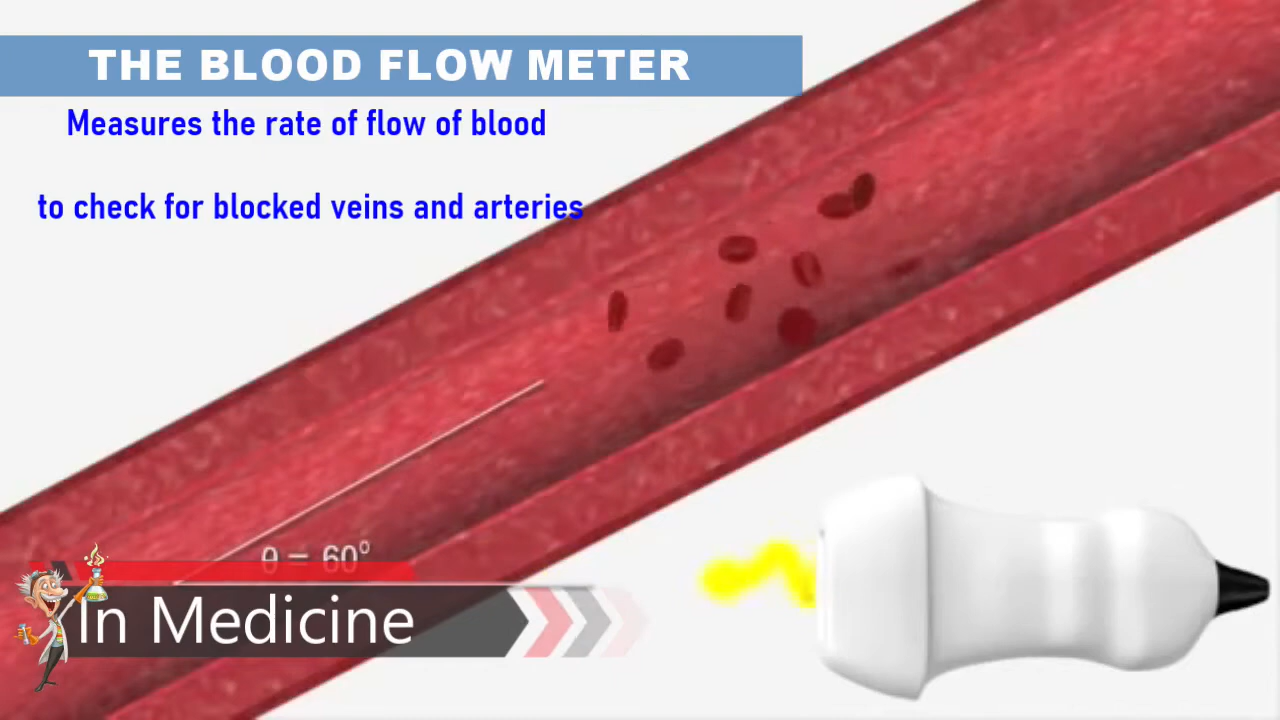 THE BLOOD FLOW METER
Measures the rate of flow of blood
to check for blocked veins and arteries
θ = 60°
In Medicine